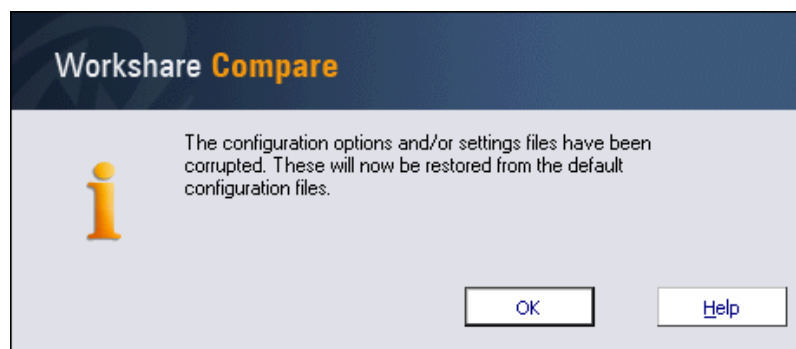 Workshare Compare
The configuration options and/or settings files have been
corrupted. These will now be restored from the default
configuration files.
OK
Help